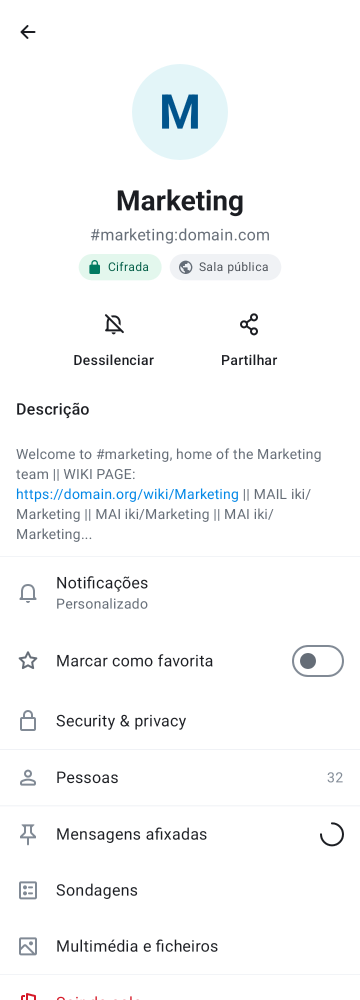 M
Marketing
#marketing:domain.com
Cifrada
Sala pública
Dessilenciar
Partilhar
Descrição
Welcome to #marketing, home of the Marketing
team || WIKI PAGE:
https://domain.org/wiki/Marketing || MAIL iki/
Marketing || MAI iki/Marketing || MAI iki/
Marketing...
Notificações
Personalizado
Marcar como favorita
Security & privacy
Pessoas
32
Mensagens afixadas
Sondagens
Multimédia e ficheiros